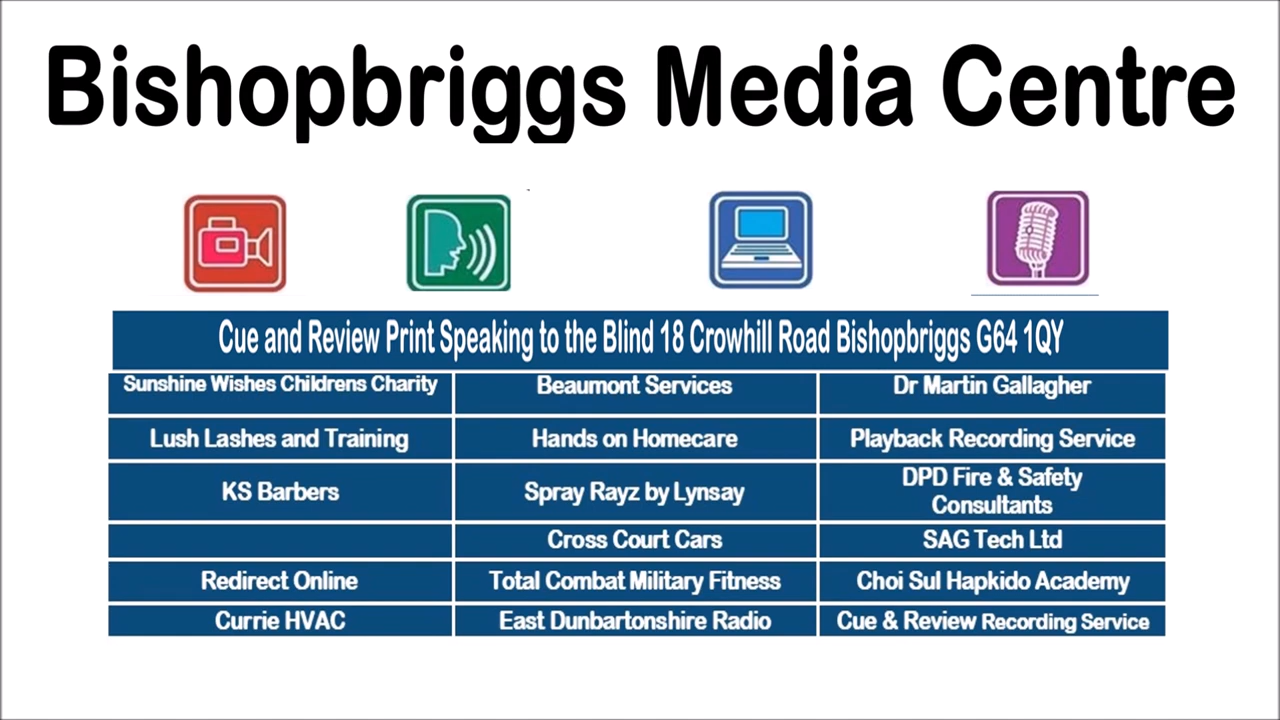 Bishopbriggs Media Centre
Cue and Review Print Speaking to the Blind 18 Crowhill Road Bishopbriggs G64 1QY
Sunshine Wishes Childrens Charity
Beaumont Services
Dr Martin Gallagher
Lush Lashes and Training
Hands on Homecare
Playback Recording Service
KS Barbers
Spray Rayz by Lynsay
DPD Fire & Safety
Consultants
Cross Court Cars
SAG Tech Ltd
Redirect Online
Total Combat Military Fitness
Choi Sul Hapkido Academy
Currie HVAC
East Dunbartonshire Radio
Cue & Review Recording Service